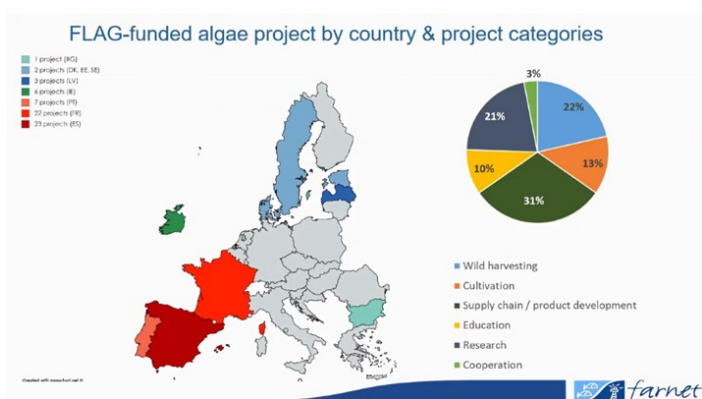 FLAG-funded algae project by country & project categories
1 project (BG)
2 projects (DK, EE, SE)
3 projects (LV)
6 projects (IE)
7 projects (PT)
22 projects (FR)
23 projects (ES)
3%
22%
21%
13%
10%
31%
Wild harvesting
Cultivation
Supply chain / product development
Education
Research
Cooperation
Created with
farnet